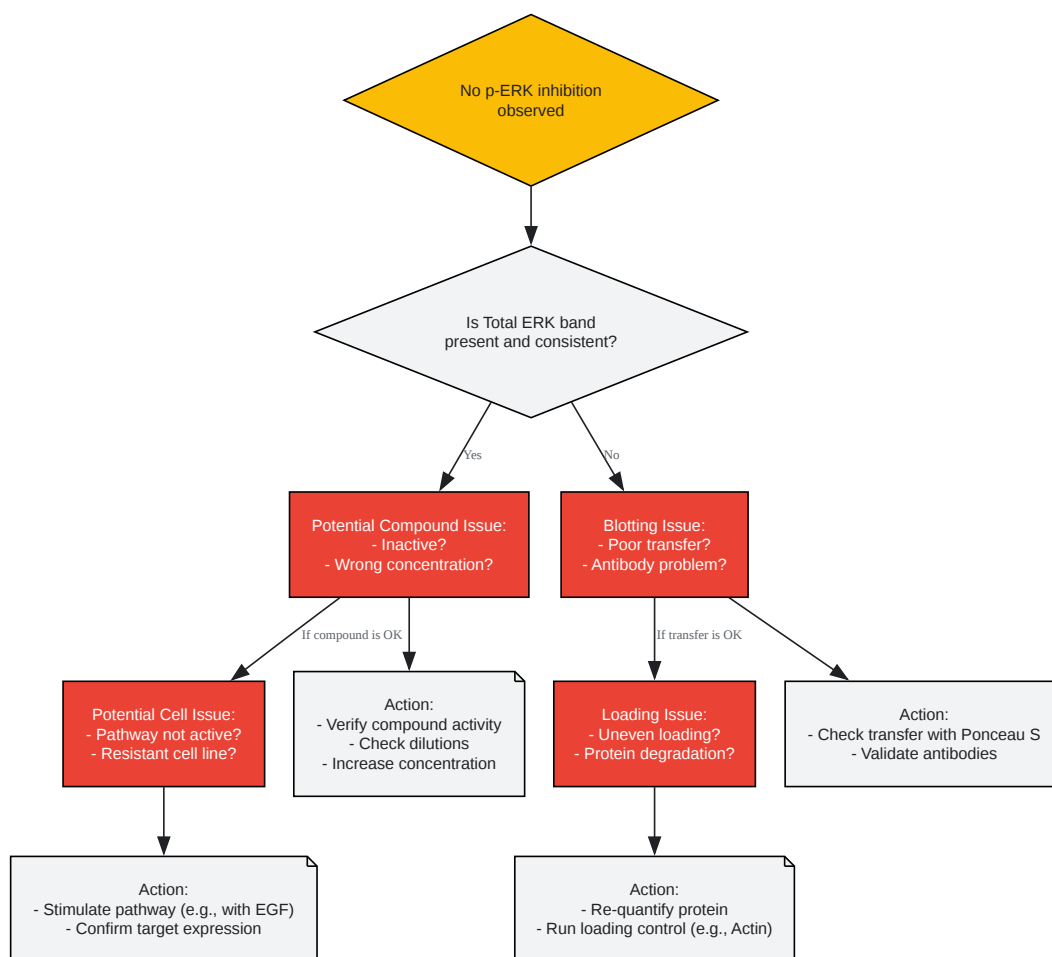 No p-ERK inhibition
observed
Is Total ERK band
present and consistent?
Yes
No
Potential Compound Issue:
- Inactive?
- Wrong concentration?
Blotting Issue:
- Poor transfer?
- Antibody problem?
If compound is OK
If transfer is OK
Potential Cell Issue:
- Pathway not active?
- Resistant cell line?
Action:
- Verify compound activity
- Check dilutions
- Increase concentration
Loading Issue:
- Uneven loading?
- Protein degradation?
Action:
- Check transfer with Ponceau S
- Validate antibodies
Action:
- Stimulate pathway (e.g., with EGF)
- Confirm target expression
Action:
- Re-quantify protein
- Run loading control (e.g., Actin)